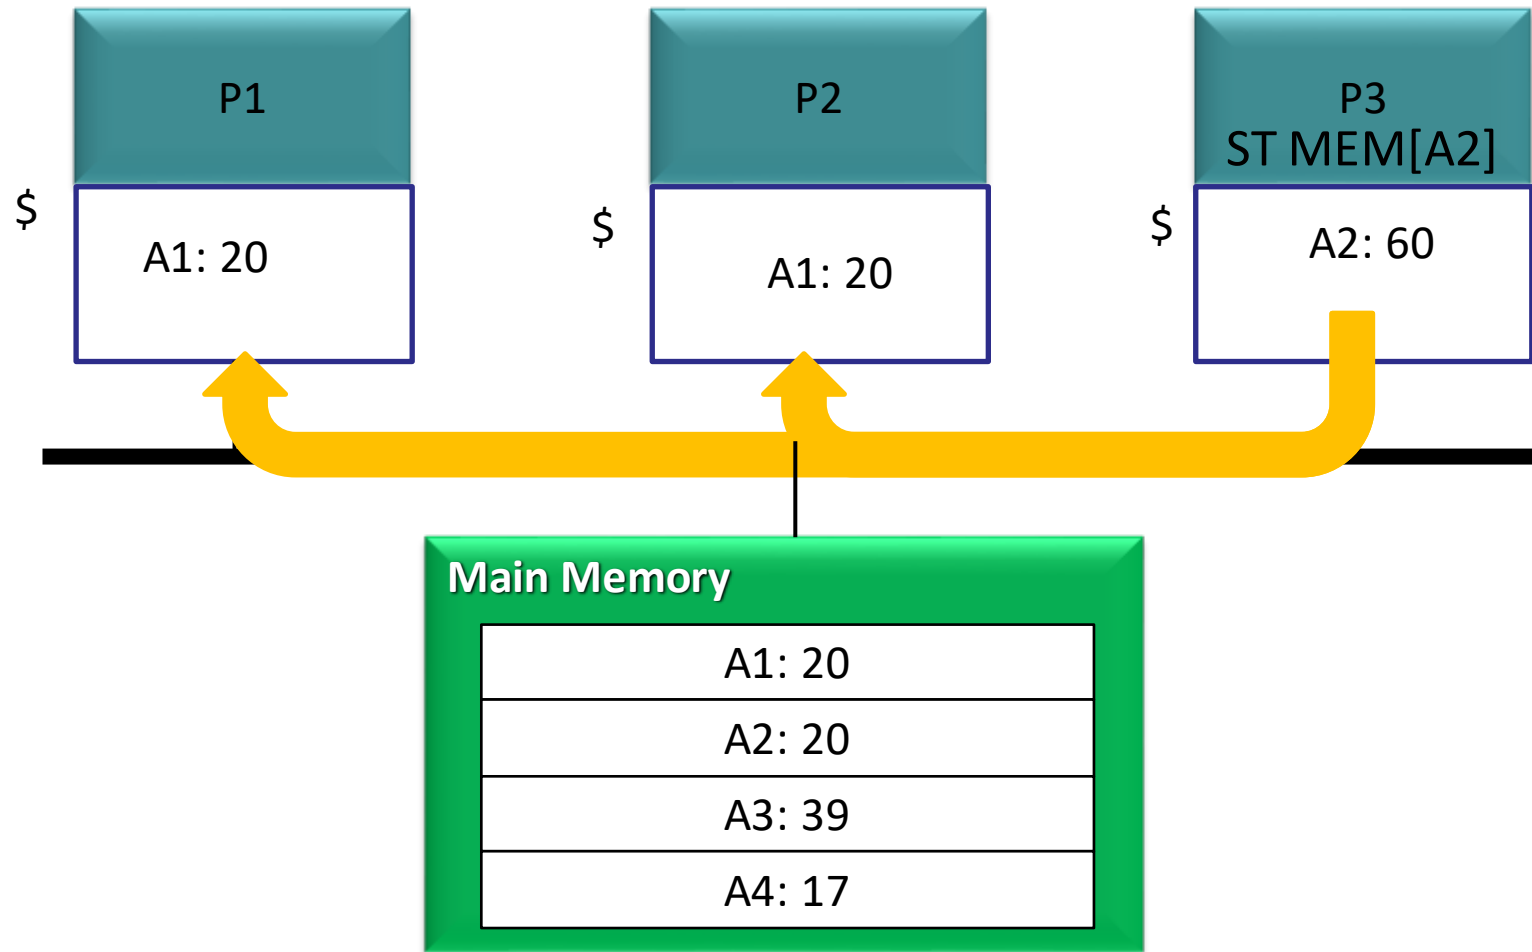 P1
P2
P3
ST MEM[A2]
$
A1: 20
$
A1: 20
$
A2: 60
Main Memory
A1: 20
A2: 20
A3: 39
A4: 17